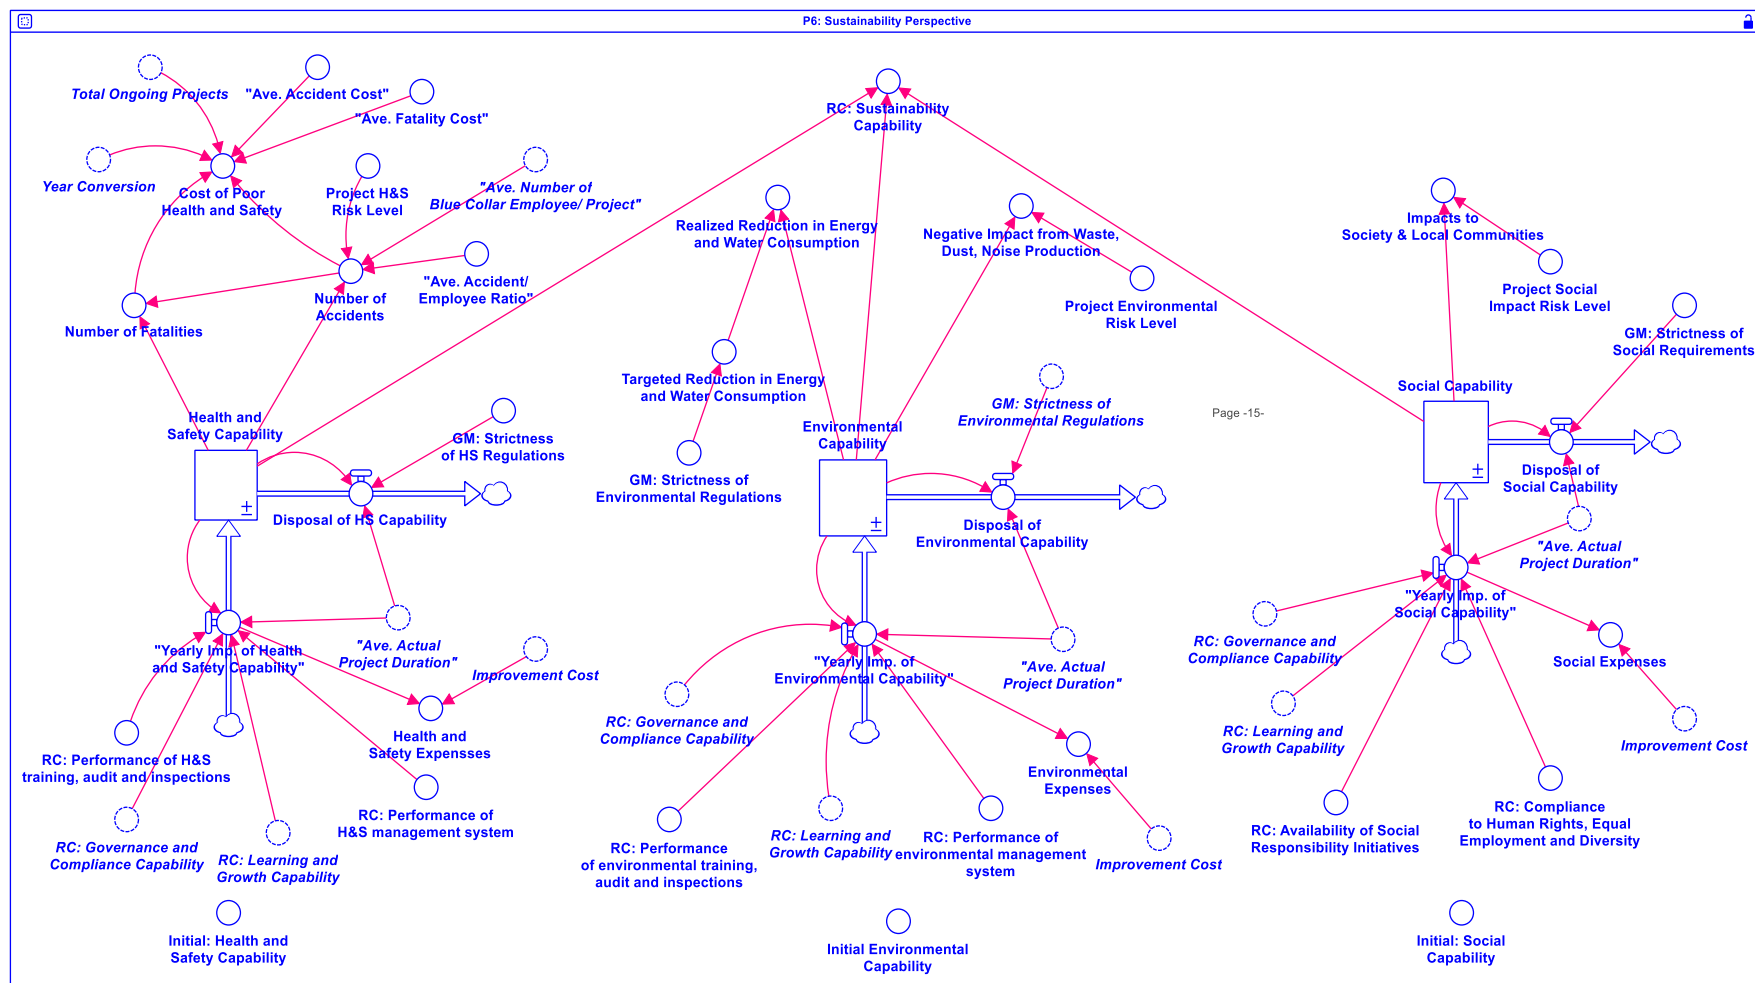 P6: Sustainability Perspective
Total Ongoing Projects
"Ave. Accident Cost"
"Ave. Fatality Cost"
Year Conversion
Cost of Poor
Health and Safety
Project H&S
Risk Level
"Ave. Number of
Blue Collar Employee/ Project"
"Ave. Accident/
Employee Ratio"
Number of
Accidents
Number of Fatalities
Health and
Safety Capability
GM: Strictness
of HS Regulations
Disposal of HS Capability
"Ave. Actual
Project Duration"
"Yearly Imp. of Health
and Safety Capability"
Improvement Cost
Health and
Safety Expensses
RC: Performance of H&S
training, audit and inspections
RC: Performance of
H&S management system
RC: Governance and
Compliance Capability
RC: Learning and
Growth Capability
Initial: Health and
Safety Capability
RC: Sustainability
Capability
Realized Reduction in Energy
and Water Consumption
Negative Impact from Waste,
Dust, Noise Production
Project Environmental
Risk Level
Targeted Reduction in Energy
and Water Consumption
GM: Strictness of
Environmental Regulations
Environmental
Capability
GM: Strictness of
Environmental Regulations
Disposal of
Environmental Capability
"Ave. Actual
Project Duration"
"Yearly Imp. of
Environmental Capability"
RC: Governance and
Compliance Capability
Environmental
Expenses
RC: Performance
of environmental training,
audit and inspections
RC: Learning and
Growth Capability
RC: Performance of
environmental management
system
Improvement Cost
Initial Environmental
Capability
Page -15-
Impacts to
Society & Local Communities
Project Social
Impact Risk Level
GM: Strictness of
Social Requirements
Social Capability
Disposal of
Social Capability
"Ave. Actual
Project Duration"
"Yearly Imp. of
Social Capability"
RC: Governance and
Compliance Capability
Social Expenses
RC: Learning and
Growth Capability
Improvement Cost
RC: Availability of Social
Responsibility Initiatives
RC: Compliance
to Human Rights, Equal
Employment and Diversity
Initial: Social
Capability